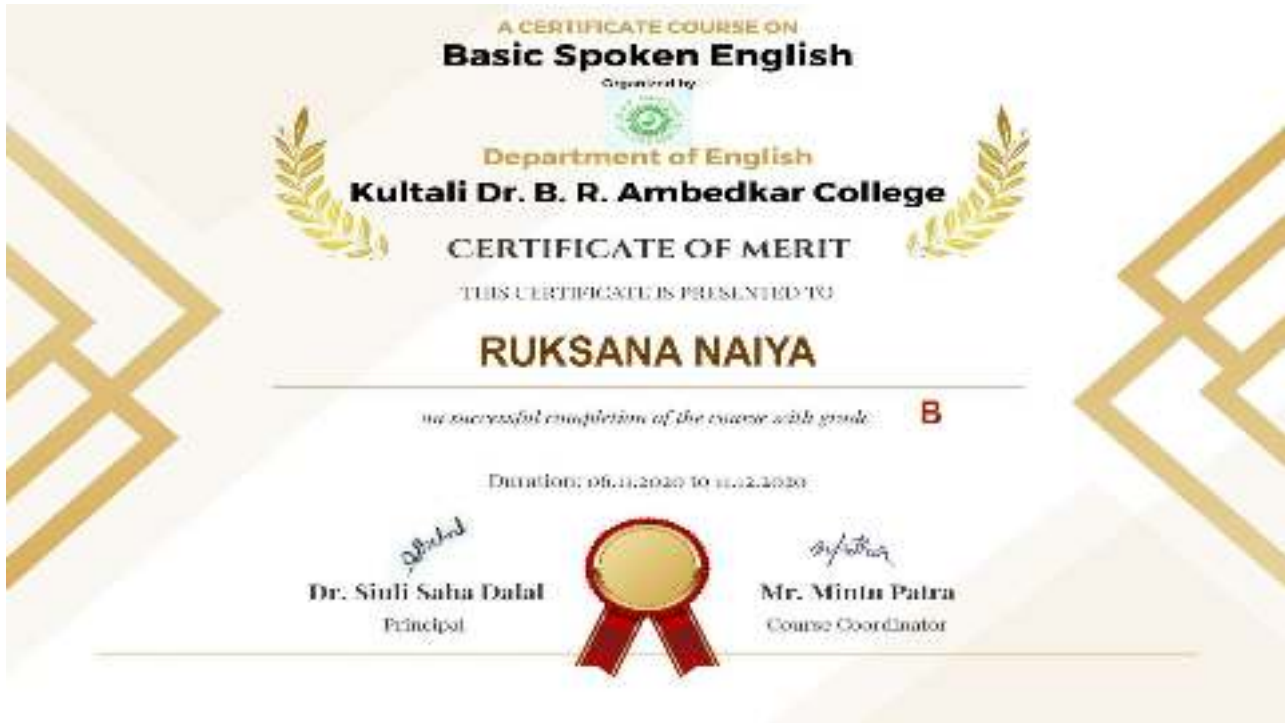 A CERTIFICATE COURSE ON
Basic Spoken English
Organized by
Department of English
Kultali Dr. B. R. Ambedkar College
CERTIFICATE OF MERIT
THIS CERTIFICATE IS PRESENTED TO
RUKSANA NAIYA
on successful completion of the course with grade B
Duration: 06.11.2020 to 11.12.2020
Dr. Siuli Saha Dalal Mr. Mintu Patra
Principal Course Coordinator